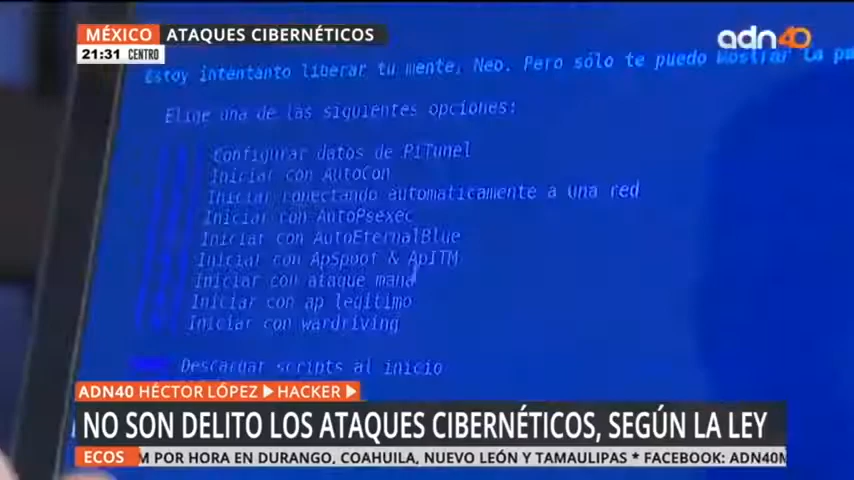 MÉXICO ATAQUES CIBERNÉTICOS
adn40
21:31 CENTRO
Estoy intentanto liberar tu mente, Neo. Pero sólo te puedo mostrar la
Elige una de las siguientes opciones:
Configurar datos de PiTunel
Iniciar con AutoCon
Iniciar conectando automaticamente a una red
Iniciar con AutoPsexec
Iniciar con AutoEternalBlue
Iniciar con ApSpoof & ApITM
Iniciar con ataque mana
Iniciar con ap legitimo
Iniciar con wardriving
Descargar scripts al inicio
ADN40 HÉCTOR LÓPEZ HACKER
NO SON DELITO LOS ATAQUES CIBERNÉTICOS, SEGÚN LA LEY
ECOS M POR HORA EN DURANGO, COAHUILA, NUEVO LEÓN Y TAMAULIPAS * FACEBOOK: ADN40M